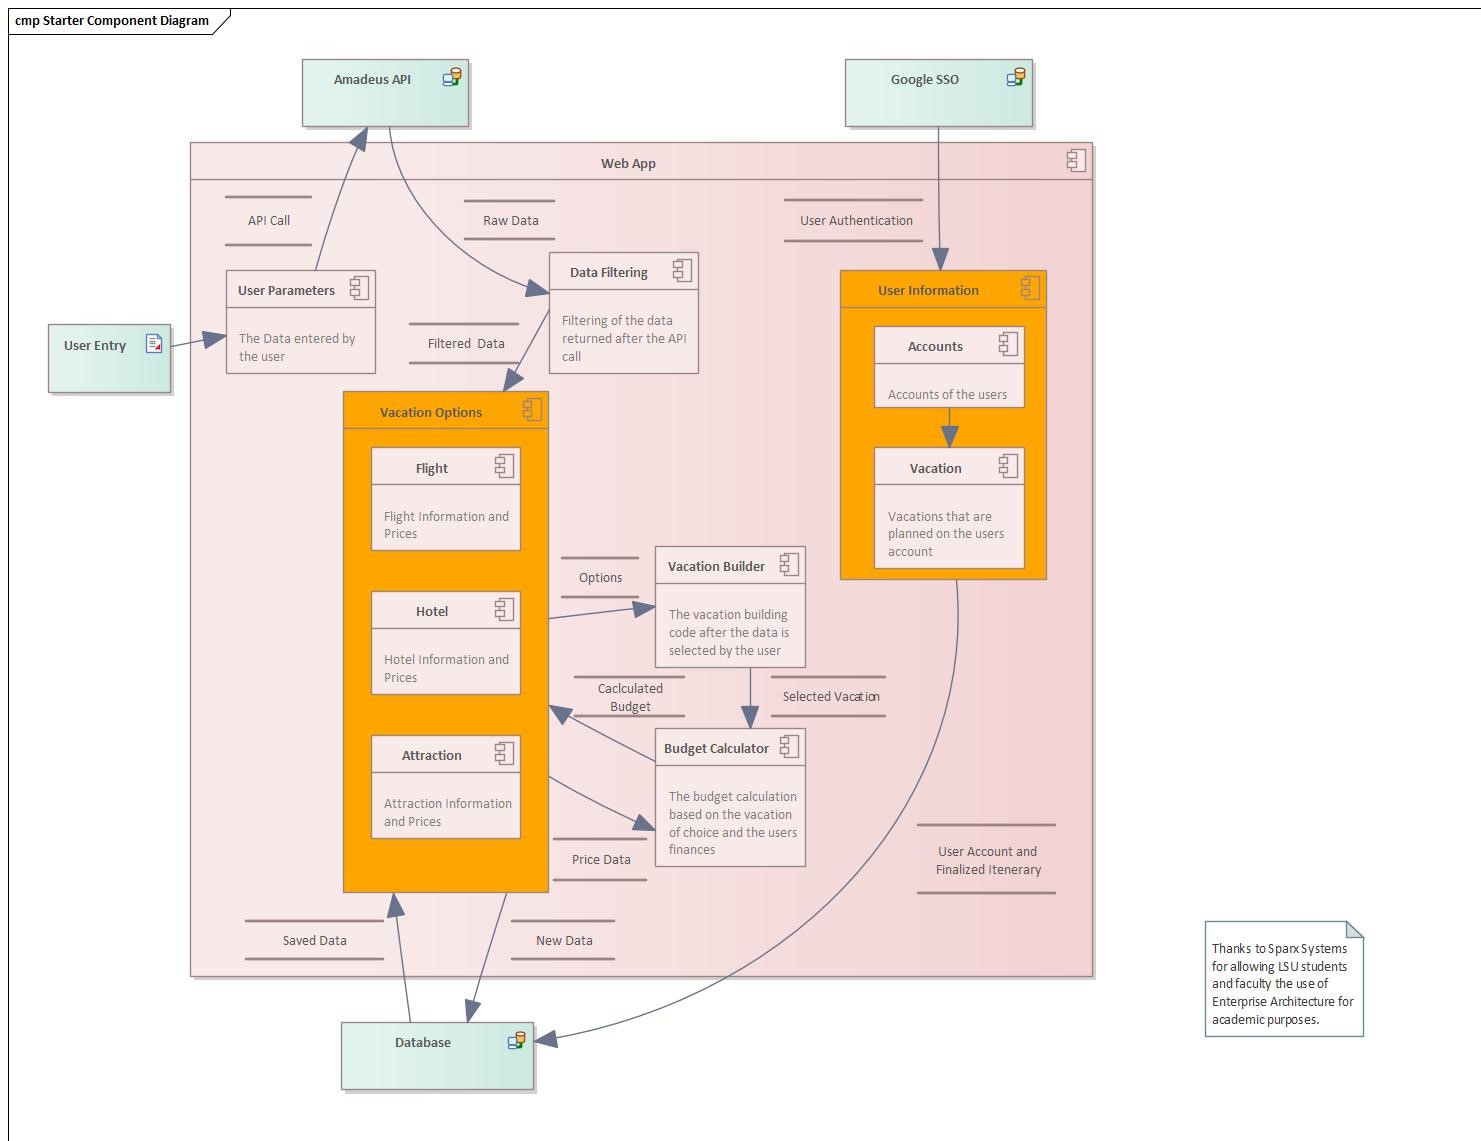 cmp Starter Component Diagram
Amadeus API
Google SSO
Web App
API Call
Raw Data
User Authentication
User Parameters
The Data entered by
the user
Data Filtering
Filtering of the data
returned after the API
call
User Information
Accounts
Accounts of the users
Vacation
Vacations that are
planned on the users
account
User Entry
Filtered Data
Vacation Options
Flight
Flight Information and
Prices
Hotel
Hotel Information and
Prices
Attraction
Attraction Information
and Prices
Options
Vacation Builder
The vacation building
code after the data is
selected by the user
Caclculated
Budget
Selected Vacation
Budget Calculator
The budget calculation
based on the vacation
of choice and the users
finances
Price Data
User Account and
Finalized Itenerary
Saved Data
New Data
Database
Thanks to Sparx Systems
for allowing LSU students
and faculty the use of
Enterprise Architecture for
academic purposes.